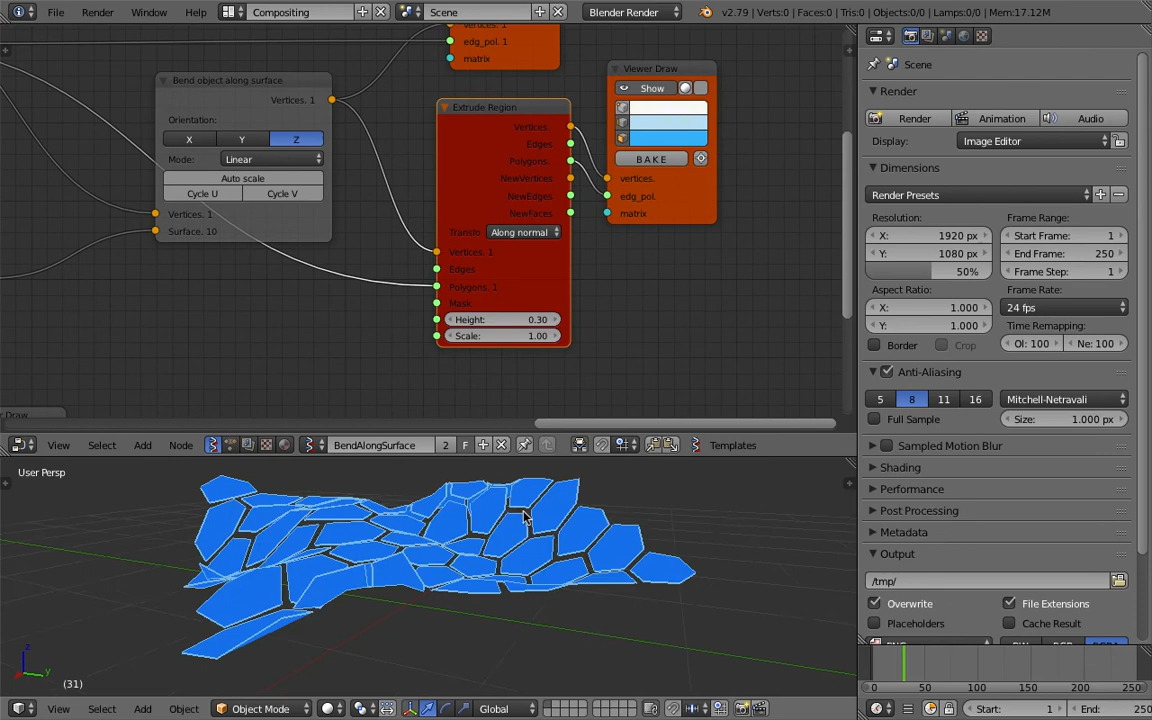 File Render Window Help Compositing Scene Blender Render v2.79 | Verts:0 | Faces:0 | Tris:0 | Objects:0/0 | Lamps:0/0 | Mem:17.12M
edg_pol. 1
matrix
Bend object along surface
Vertices. 1
Orientation:
X Y Z
Mode: Linear
Auto scale
Cycle U Cycle V
Vertices. 1
Surface. 10
Extrude Region
Vertices.
Edges
Polygons.
NewVertices
NewEdges
NewFaces
Transfo Along normal
Vertices. 1
Edges
Polygons. 1
Mask
Height: 0.30
Scale: 1.00
Viewer Draw
Show
BAKE
vertices.
edg_pol.
matrix
r Draw
View Select Add Node BendAlongSurface 2 F Templates
User Persp
(31)
z
y
View Select Add Object Object Mode Global
Scene
Render
Render Animation Audio
Display: Image Editor
Dimensions
Render Presets
Resolution: Frame Range:
X: 1920 px Start Frame: 1
Y: 1080 px End Frame: 250
50% Frame Step: 1
Aspect Ratio: Frame Rate:
X: 1.000 24 fps
Y: 1.000 Time Remapping:
Border Crop Ol: 100 Ne: 100
Anti-Aliasing
5 8 11 16 Mitchell-Netravali
Full Sample Size: 1.000 px
Sampled Motion Blur
Shading
Performance
Post Processing
Metadata
Output
/tmp/
Overwrite File Extensions
Placeholders Cache Result
0 50 100 150 200 250
Start: 1 End: 250